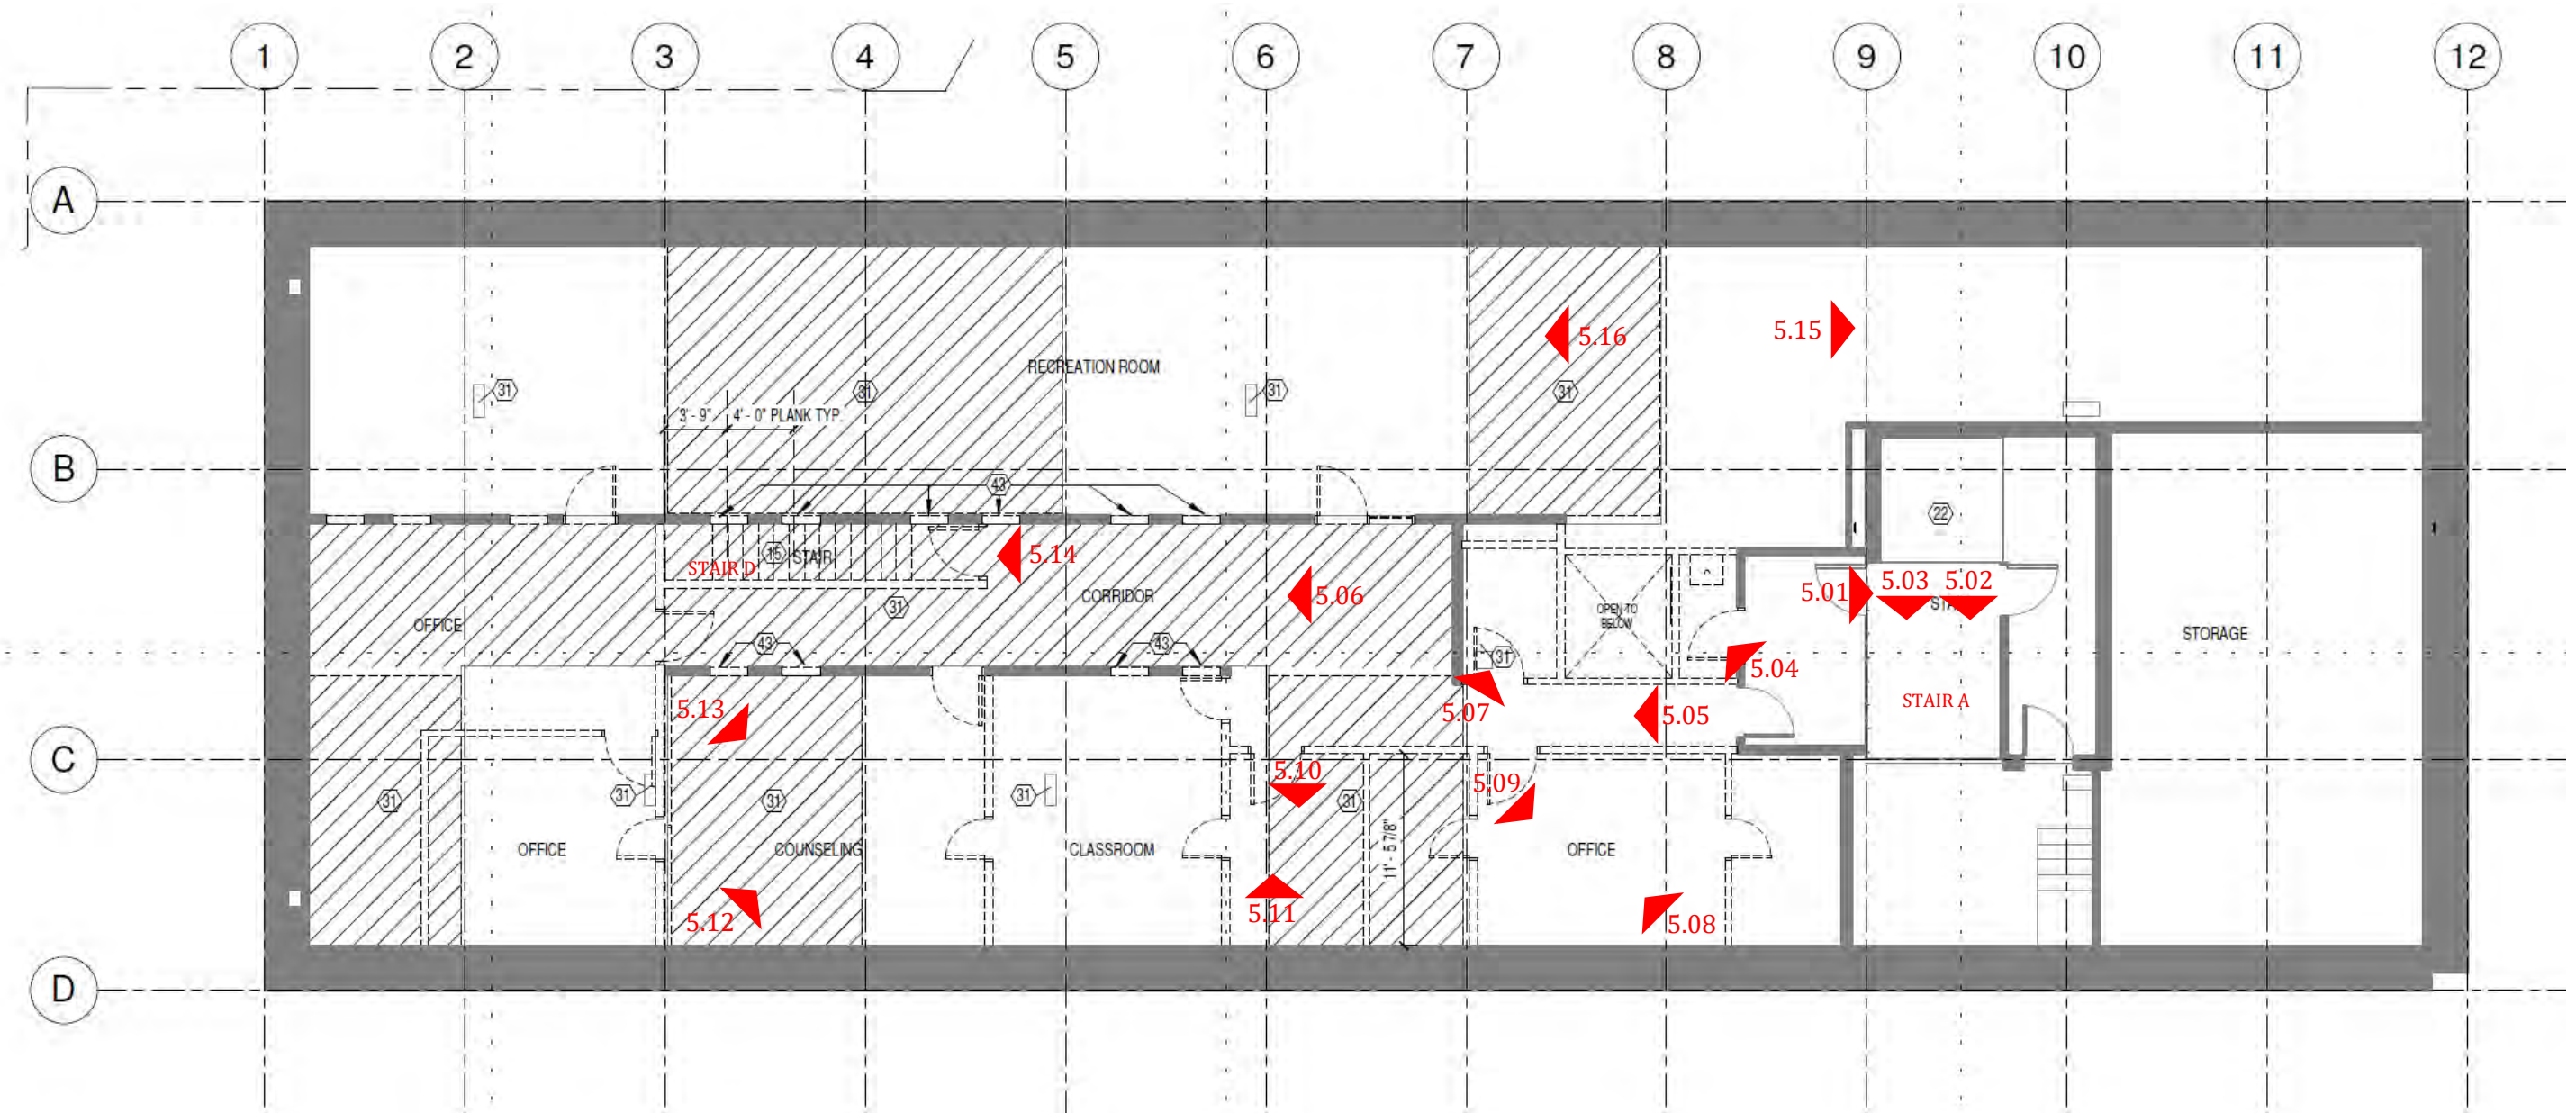 1 2 3 4 5 6 7 8 9 10 11 12
A
5.16 5.15
RECREATION ROOM
31 31 31 31
3' - 9" 4' - 0" PLANK TYP.
B
43
22
15 STAIR
5.14
STAIR D
5.03 5.02
5.01
CORRIDOR 5.06
31
OPEN TO
BELOW
OFFICE
STORAGE
43 43
31
5.04
STAIR A
5.13 5.07 5.05
C
5.10
5.09
31 31 31 31 31
11' - 5 7/8"
OFFICE COUNSELING CLASSROOM OFFICE
5.12 5.11 5.08
D